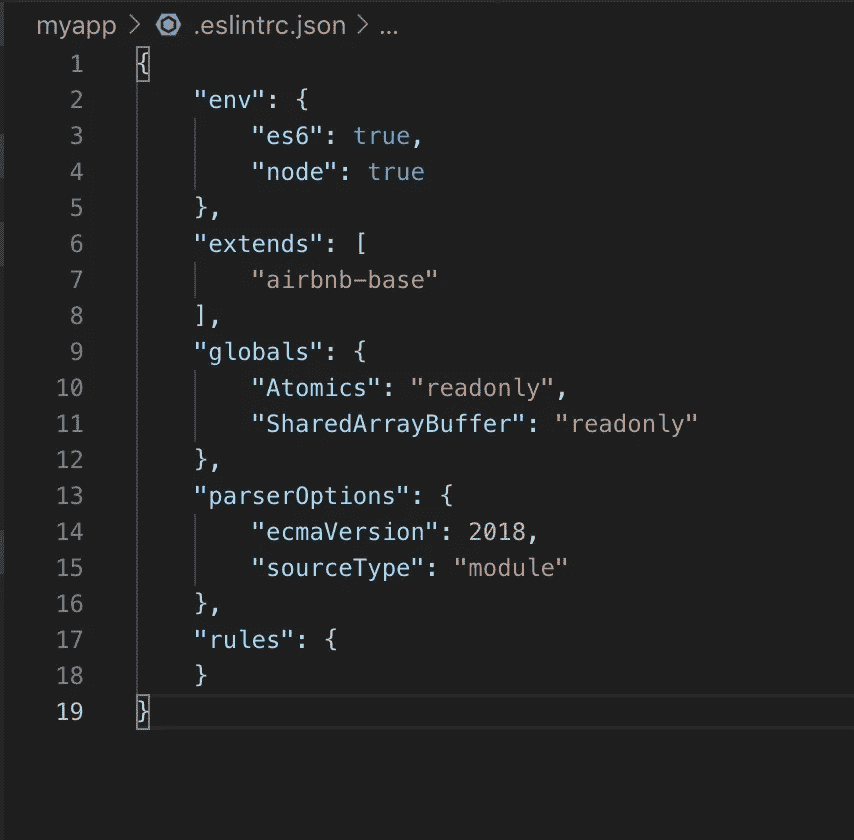 myapp > .eslintrc.json > ...
1 {
2     "env": {
3         "es6": true,
4         "node": true
5     },
6     "extends": [
7         "airbnb-base"
8     ],
9     "globals": {
10         "Atomics": "readonly",
11         "SharedArrayBuffer": "readonly"
12     },
13     "parserOptions": {
14         "ecmaVersion": 2018,
15         "sourceType": "module"
16     },
17     "rules": {
18     }
19 }